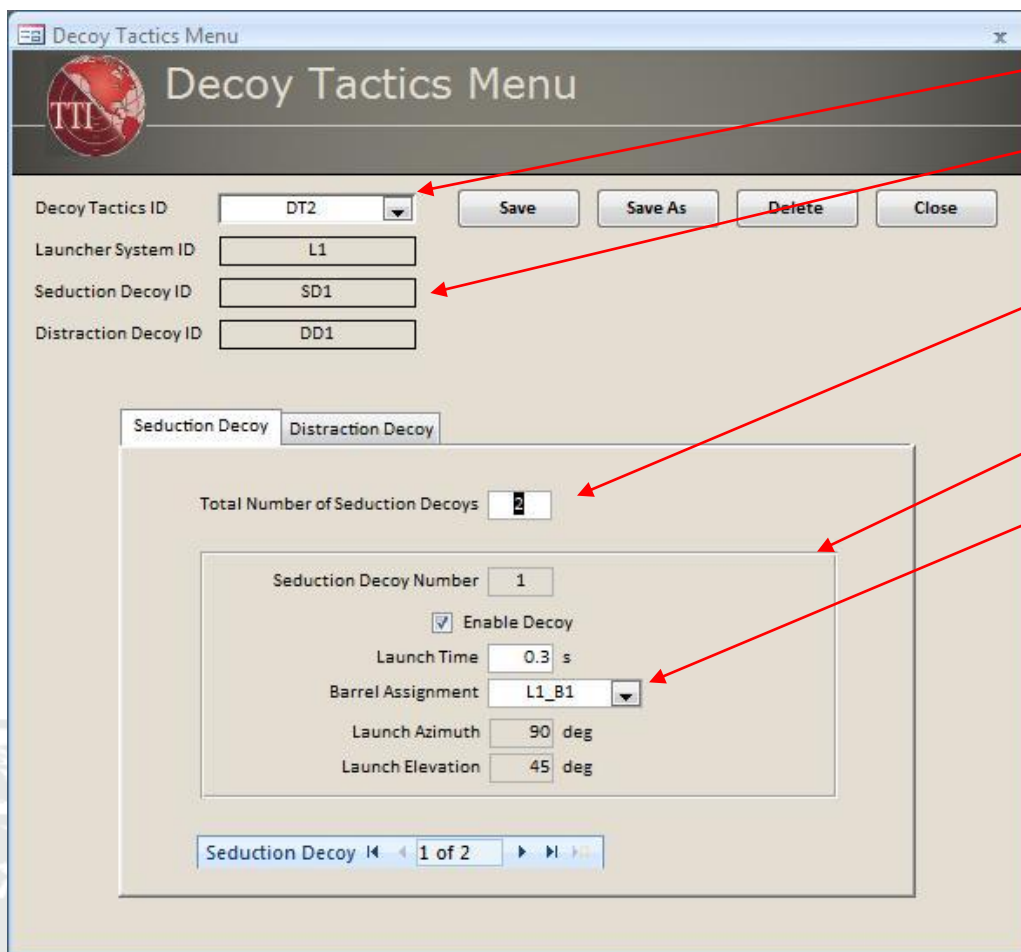 Decoy Tactics Menu
x
TTI
Decoy Tactics Menu
Decoy Tactics ID DT2 Save Save As Delete Close
Launcher System ID L1
Seduction Decoy ID SD1
Distraction Decoy ID DD1
Seduction Decoy Distraction Decoy
Total Number of Seduction Decoys 2
Seduction Decoy Number 1
Enable Decoy
Launch Time 0.3 s
Barrel Assignment L1_B1
Launch Azimuth 90 deg
Launch Elevation 45 deg
Seduction Decoy 1 of 2